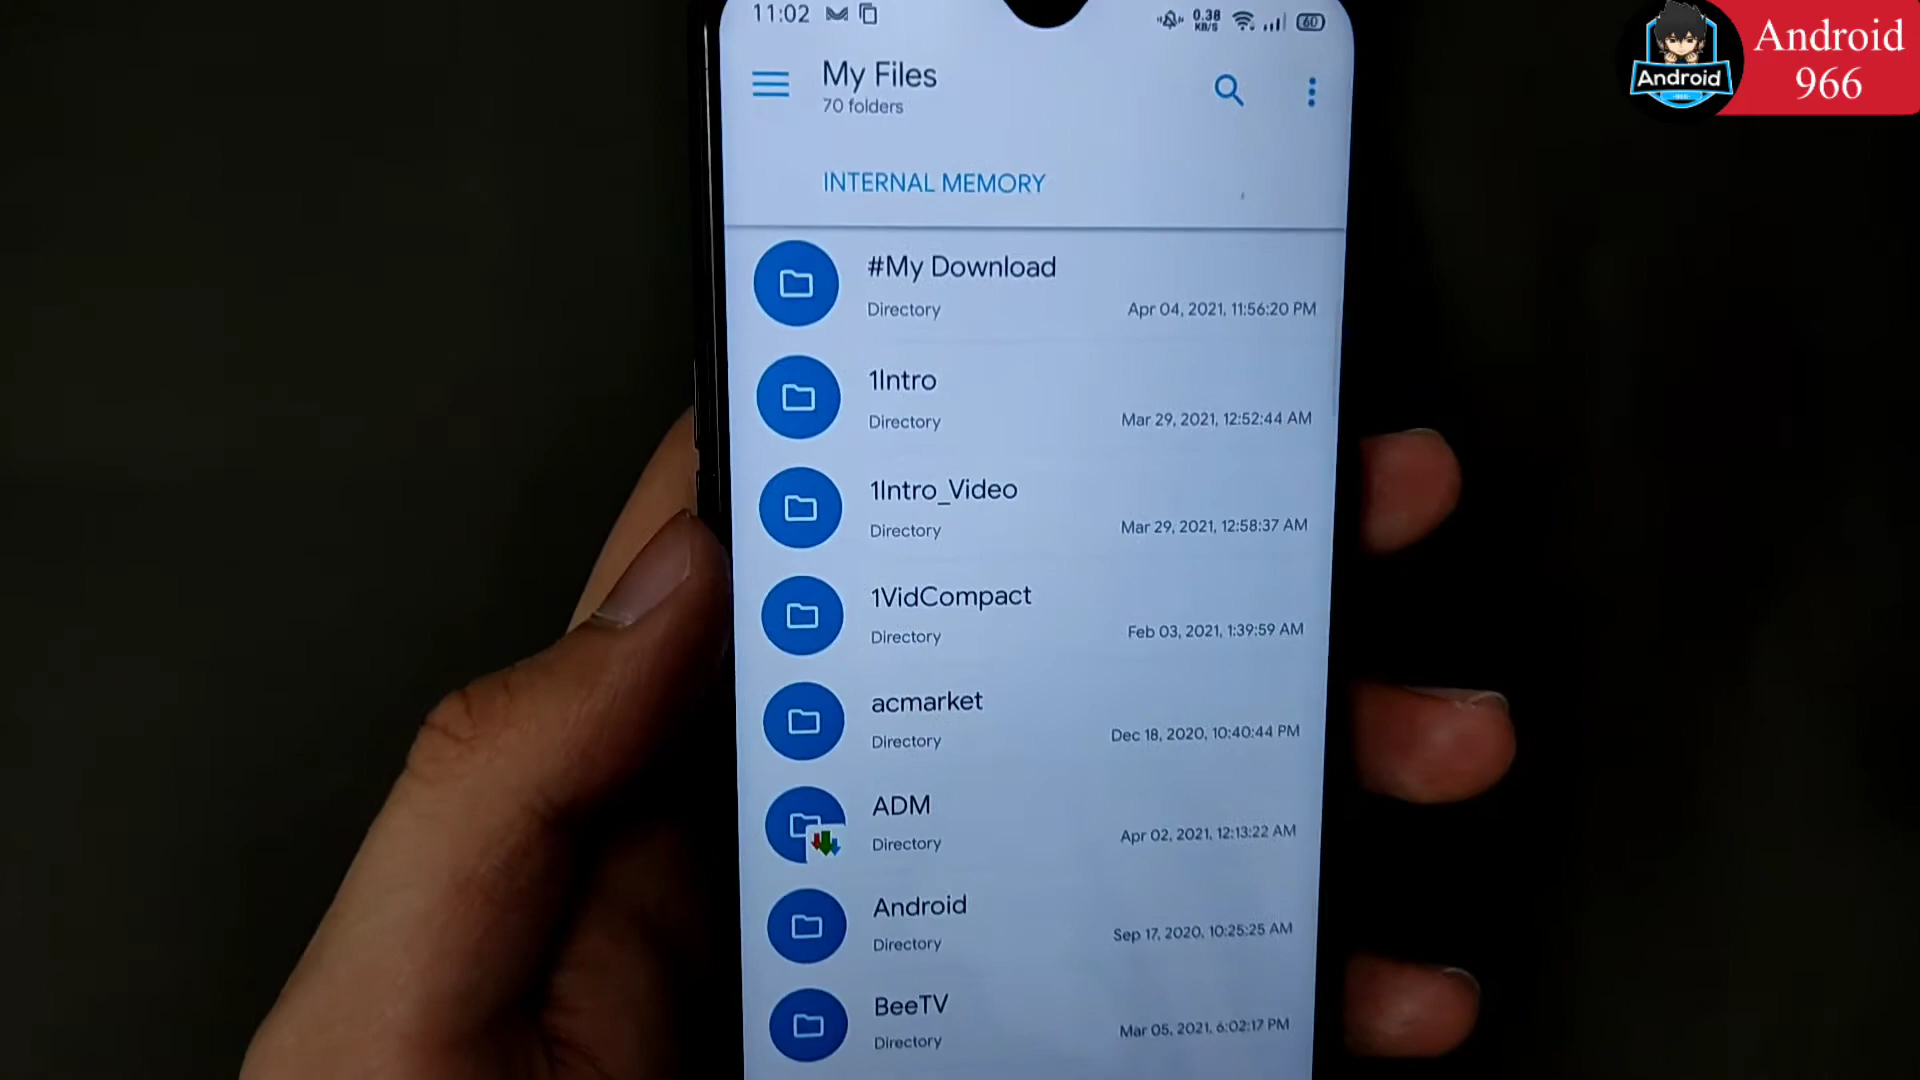 11:02
0.38
KB/S
60
My Files
70 folders
INTERNAL MEMORY
#My Download
Directory
Apr 04, 2021, 11:56:20 PM
1Intro
Directory
Mar 29, 2021, 12:52:44 AM
1Intro_Video
Directory
Mar 29, 2021, 12:58:37 AM
1VidCompact
Directory
Feb 03, 2021, 1:39:59 AM
acmarket
Directory
Dec 18, 2020, 10:40:44 PM
ADM
Directory
Apr 02, 2021, 12:13:22 AM
Android
Directory
Sep 17, 2020, 10:25:25 AM
BeeTV
Directory
Mar 05, 2021, 6:02:17 PM
Android
Android
966